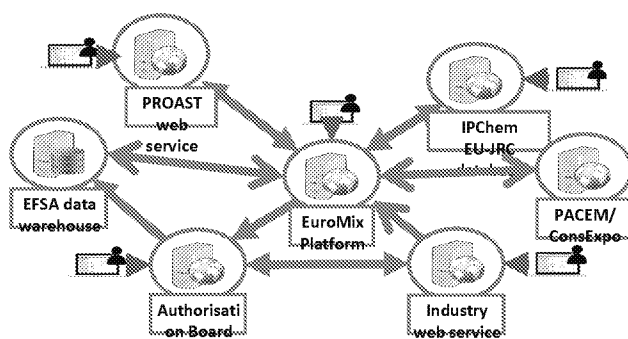 PROAST
web
service
IPChem
EU-JRC
EFSA data
warehouse
EuroMix
Platform
PACEM/
ConsExpo
Authorisati
on Board
Industry
web service